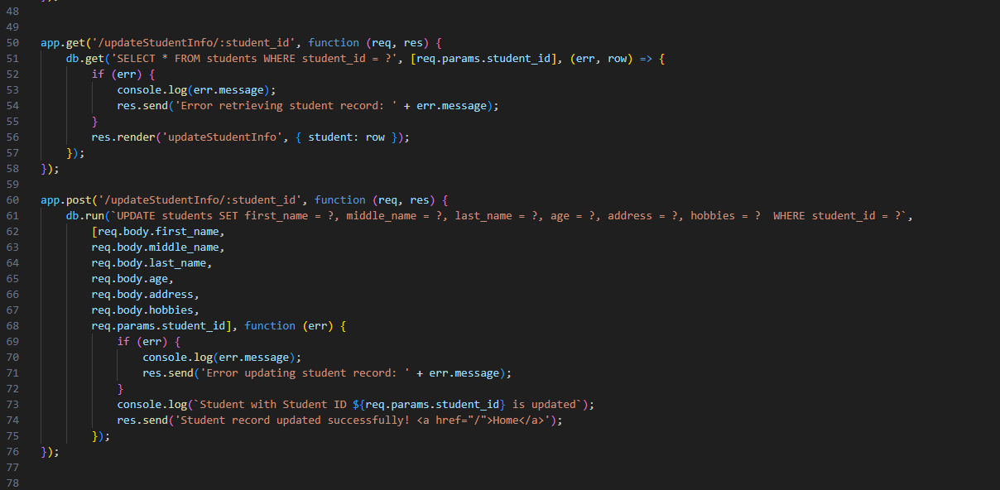 48 });
49
50 app.get('/updateStudentInfo/:student_id', function (req, res) {
51     db.get('SELECT * FROM students WHERE student_id = ?', [req.params.student_id], (err, row) => {
52         if (err) {
53             console.log(err.message);
54             res.send('Error retrieving student record: ' + err.message);
55         }
56         res.render('updateStudentInfo', { student: row });
57     });
58 });
59
60 app.post('/updateStudentInfo/:student_id', function (req, res) {
61     db.run(`UPDATE students SET first_name = ?, middle_name = ?, last_name = ?, age = ?, address = ?, hobbies = ?  WHERE student_id = ?`,
62         [req.body.first_name,
63         req.body.middle_name,
64         req.body.last_name,
65         req.body.age,
66         req.body.address,
67         req.body.hobbies,
68         req.params.student_id], function (err) {
69             if (err) {
70                 console.log(err.message);
71                 res.send('Error updating student record: ' + err.message);
72             }
73             console.log(`Student with Student ID ${req.params.student_id} is updated`);
74             res.send('Student record updated successfully! <a href="/">Home</a>');
75         });
76 });
77
78